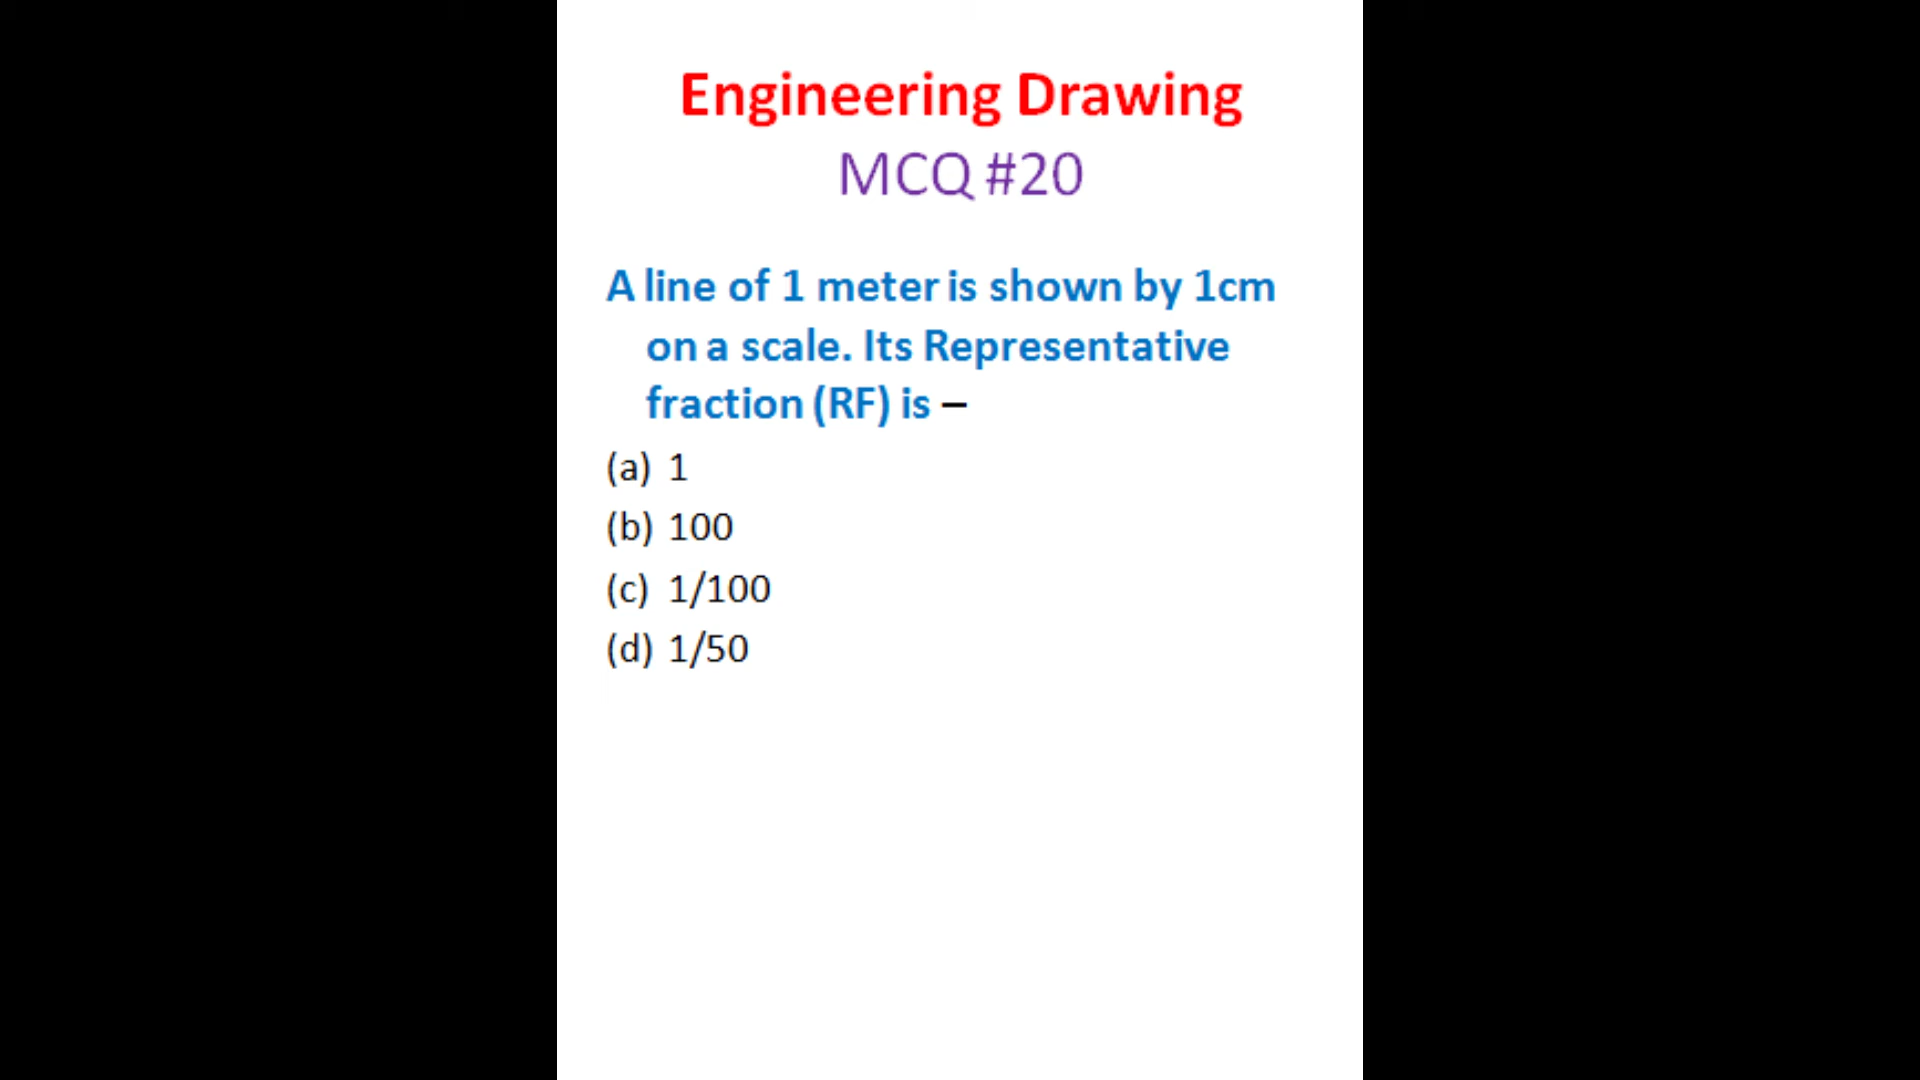 Engineering Drawing
MCQ #20
A line of 1 meter is shown by 1cm
on a scale. Its Representative
fraction (RF) is –
(a) 1
(b) 100
(c) 1/100
(d) 1/50